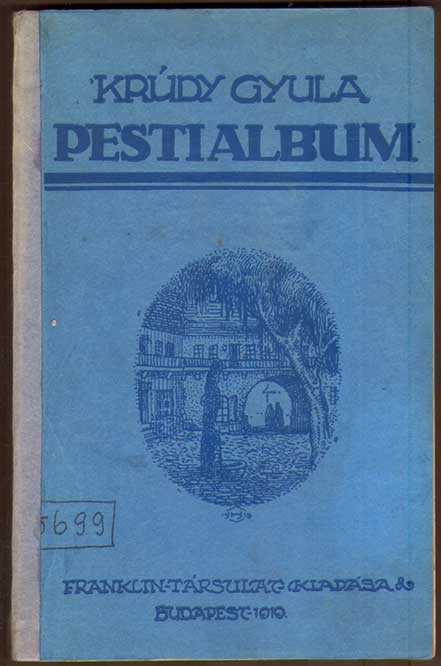 KRÚDY GYULA
PESTI ALBUM
5699
FRANKLIN-TÁRSULAT KIADÁSA
BUDAPEST-1919.